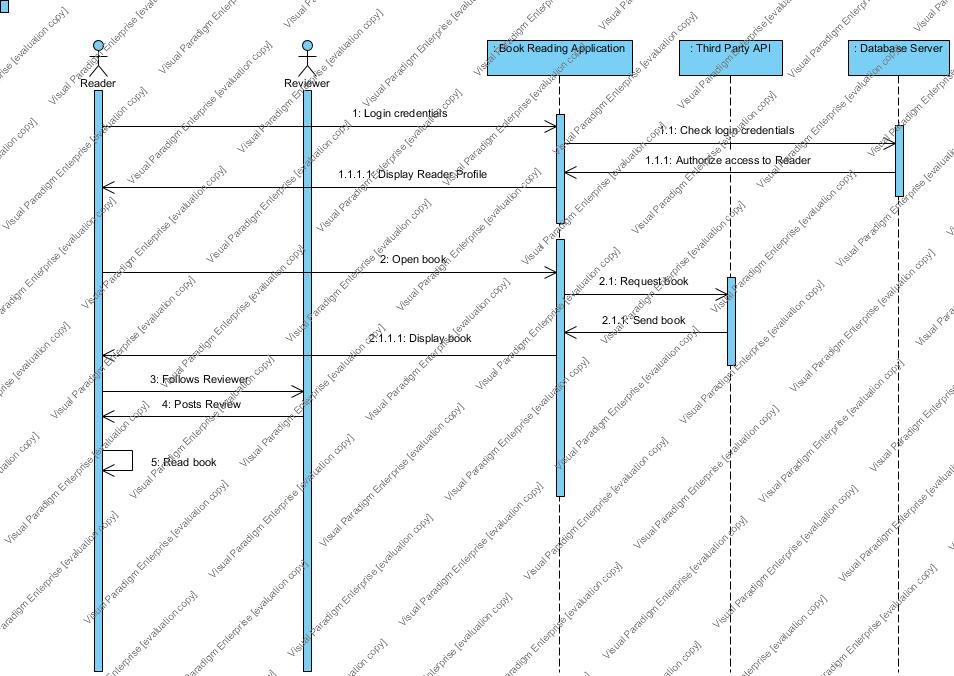 : Book Reading Application
: Third Party API
: Database Server
Reader
Reviewer
1: Login credentials
1.1: Check login credentials
1.1.1: Authorize access to Reader
1.1.1.1: Display Reader Profile
2: Open book
2.1: Request book
2.1.1: Send book
2.1.1.1: Display book
3: Follows Reviewer
4: Posts Review
5: Read book
Visual Paradigm Enterprise [evaluation copy]